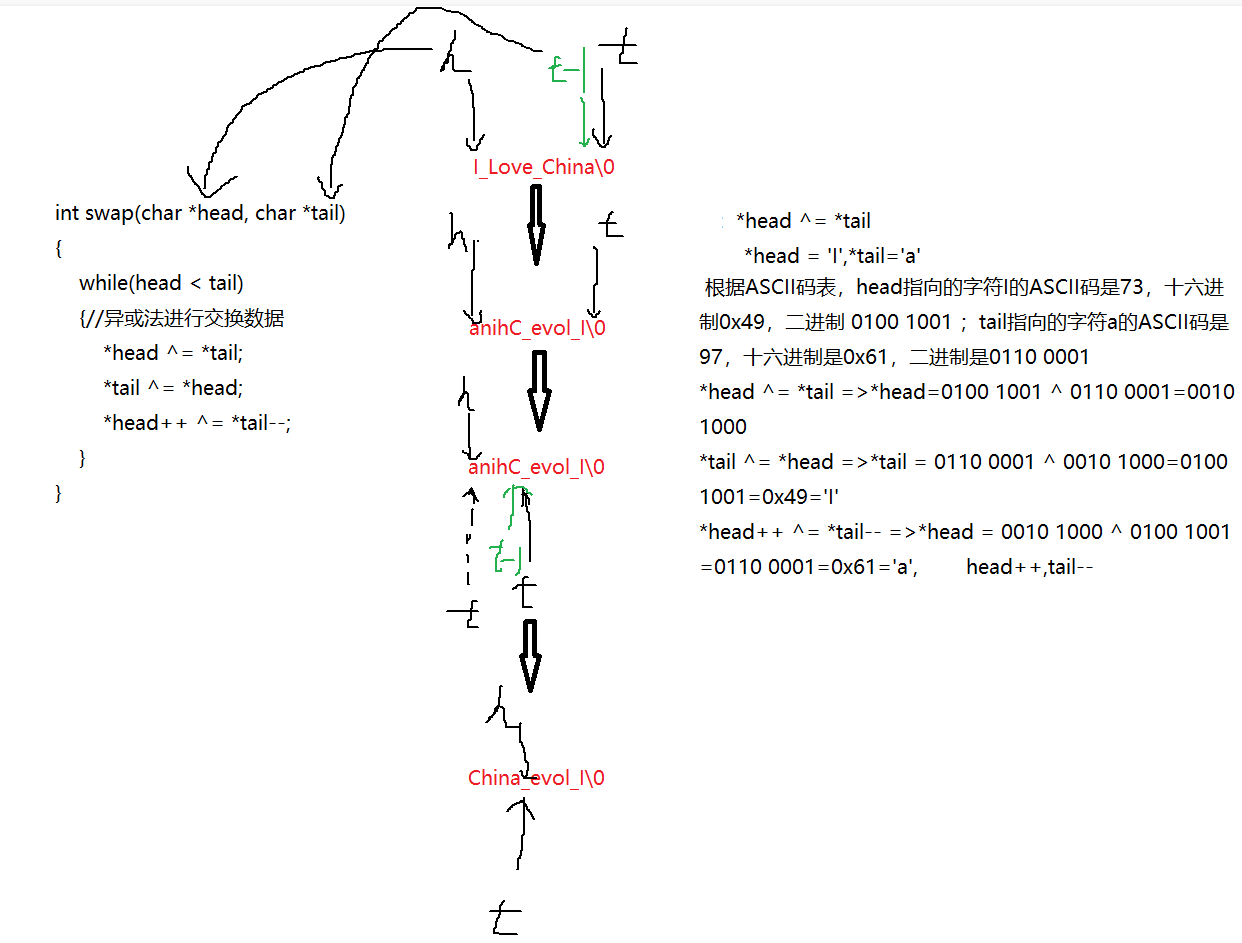 h
t-1
t
I_Love_China\0
int swap(char *head, char *tail)
{
while(head < tail)
{//异或法进行交换数据
*head ^= *tail;
*tail ^= *head;
*head++ ^= *tail--;
}
}
h
t
anihC_evol_I\0
h
anihC_evol_I\0
t-1
t
t
h
China_evol_I\0
t
: *head ^= *tail
*head = 'I',*tail='a'
根据ASCII码表，head指向的字符I的ASCII码是73，十六进
制0x49，二进制 0100 1001 ；tail指向的字符a的ASCII码是
97，十六进制是0x61，二进制是0110 0001
*head ^= *tail =>*head=0100 1001 ^ 0110 0001=0010
1000
*tail ^= *head =>*tail = 0110 0001 ^ 0010 1000=0100
1001=0x49='I'
*head++ ^= *tail-- =>*head = 0010 1000 ^ 0100 1001
=0110 0001=0x61='a', head++,tail--